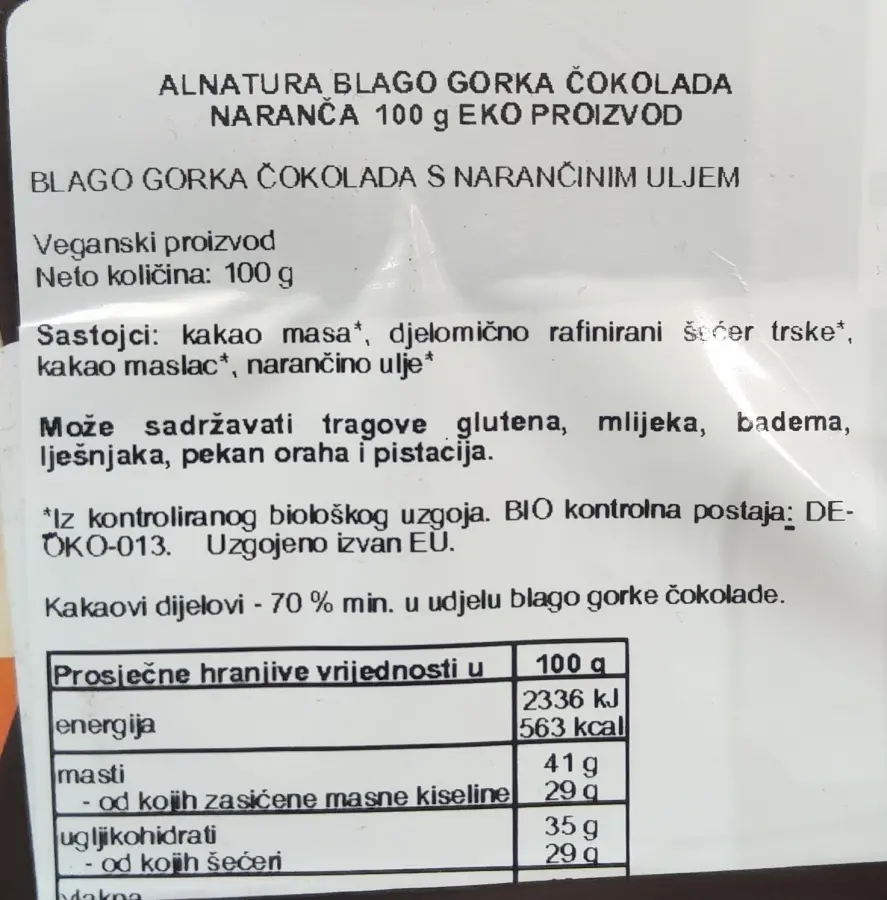 ALNATURA BLAGO GORKA ČOKOLADA
NARANČA 100 g EKO PROIZVOD
BLAGO GORKA ČOKOLADA S NARANČINIM ULJEM
Veganski proizvod
Neto količina: 100 g
Sastojci: kakao masa*, djelomično rafinirani šećer trske*,
kakao maslac*, narančino ulje*
Može sadržavati tragove glutena, mlijeka, badema,
lješnjaka, pekan oraha i pistacija.
*Iz kontroliranog biološkog uzgoja. BIO kontrolna postaja: DE-
ÖKO-013. Uzgojeno izvan EU.
Kakaovi dijelovi - 70 % min. u udjelu blago gorke čokolade.
Prosječne hranjive vrijednosti u 100 g
energija 2336 kJ
563 kcal
masti 41 g
- od kojih zasićene masne kiseline 29 g
ugljikohidrati 35 g
- od kojih šećeri 29 g
vlakna